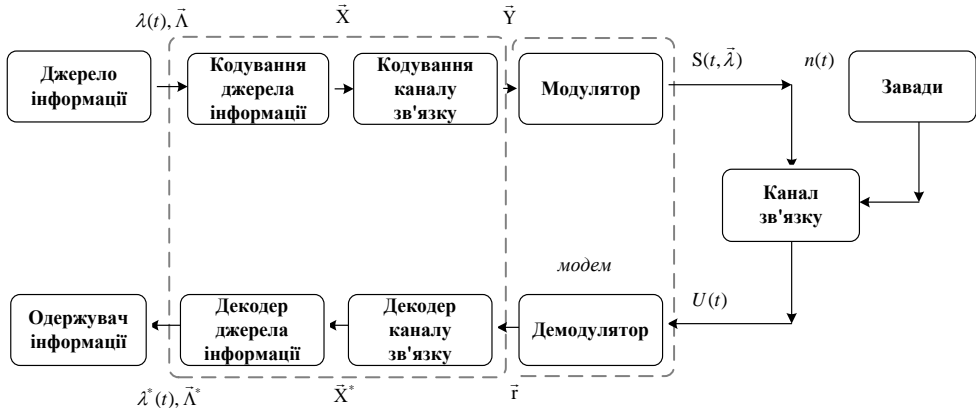 λ(t), Λ⃗
X⃗
Y⃗
Джерело
інформації
Кодування
джерела
інформації
Кодування
каналу
зв'язку
Модулятор
S(t, λ⃗)
n(t)
Завади
Канал
зв'язку
модем
U(t)
Одержувач
інформації
Декодер
джерела
інформації
Декодер
каналу
зв'язку
Демодулятор
λ*(t), Λ⃗*
X⃗*
r⃗